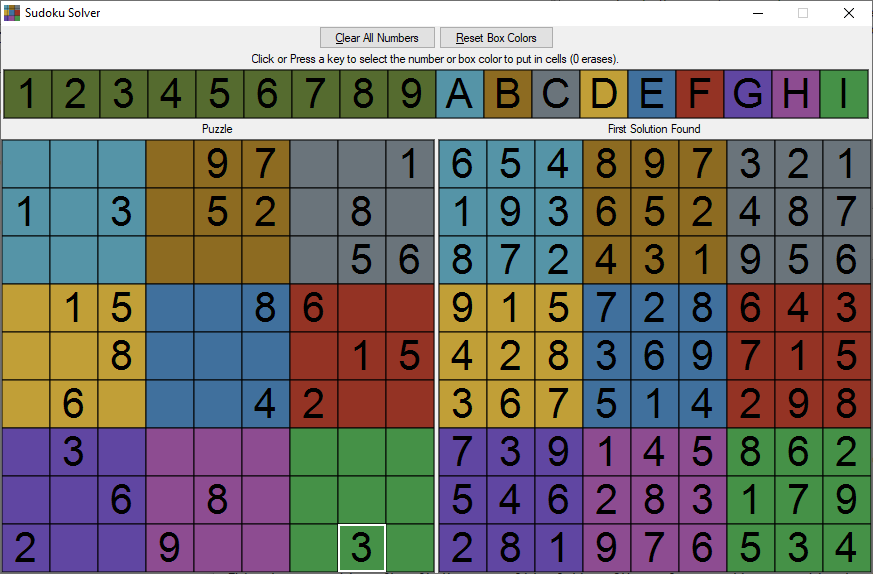 Sudoku Solver
Clear All Numbers Reset Box Colors
Click or Press a key to select the number or box color to put in cells (0 erases).
1 2 3 4 5 6 7 8 9 A B C D E F G H I
Puzzle First Solution Found
9 7 1 6 5 4 8 9 7 3 2 1
1 3 5 2 8 1 9 3 6 5 2 4 8 7
5 6 8 7 2 4 3 1 9 5 6
1 5 8 6 9 1 5 7 2 8 6 4 3
8 1 5 4 2 8 3 6 9 7 1 5
6 4 2 3 6 7 5 1 4 2 9 8
3 7 3 9 1 4 5 8 6 2
6 8 5 4 6 2 8 3 1 7 9
2 9 3 2 8 1 9 7 6 5 3 4